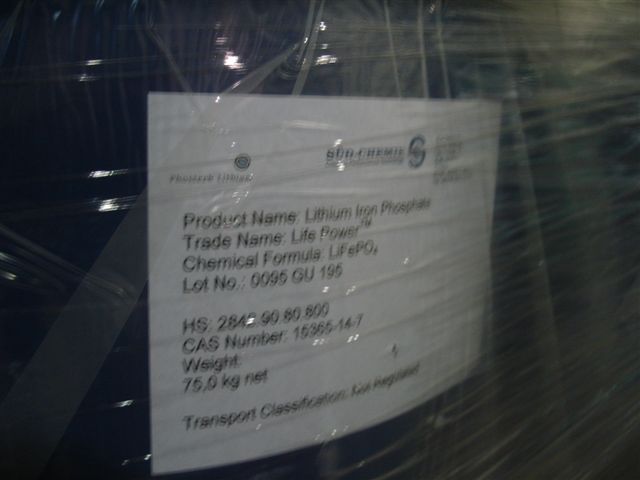 Phostech Lithium
SÜD-CHEMIE
Product Name: Lithium Iron Phosphate
Trade Name: Life Power™
Chemical Formula: LiFePO₄
Lot No.: 0095 GU 195
HS: 2842.90.80.800
CAS Number: 15365-14-7
Weight:
75,0 kg net
Transport Classification: Not Regulated